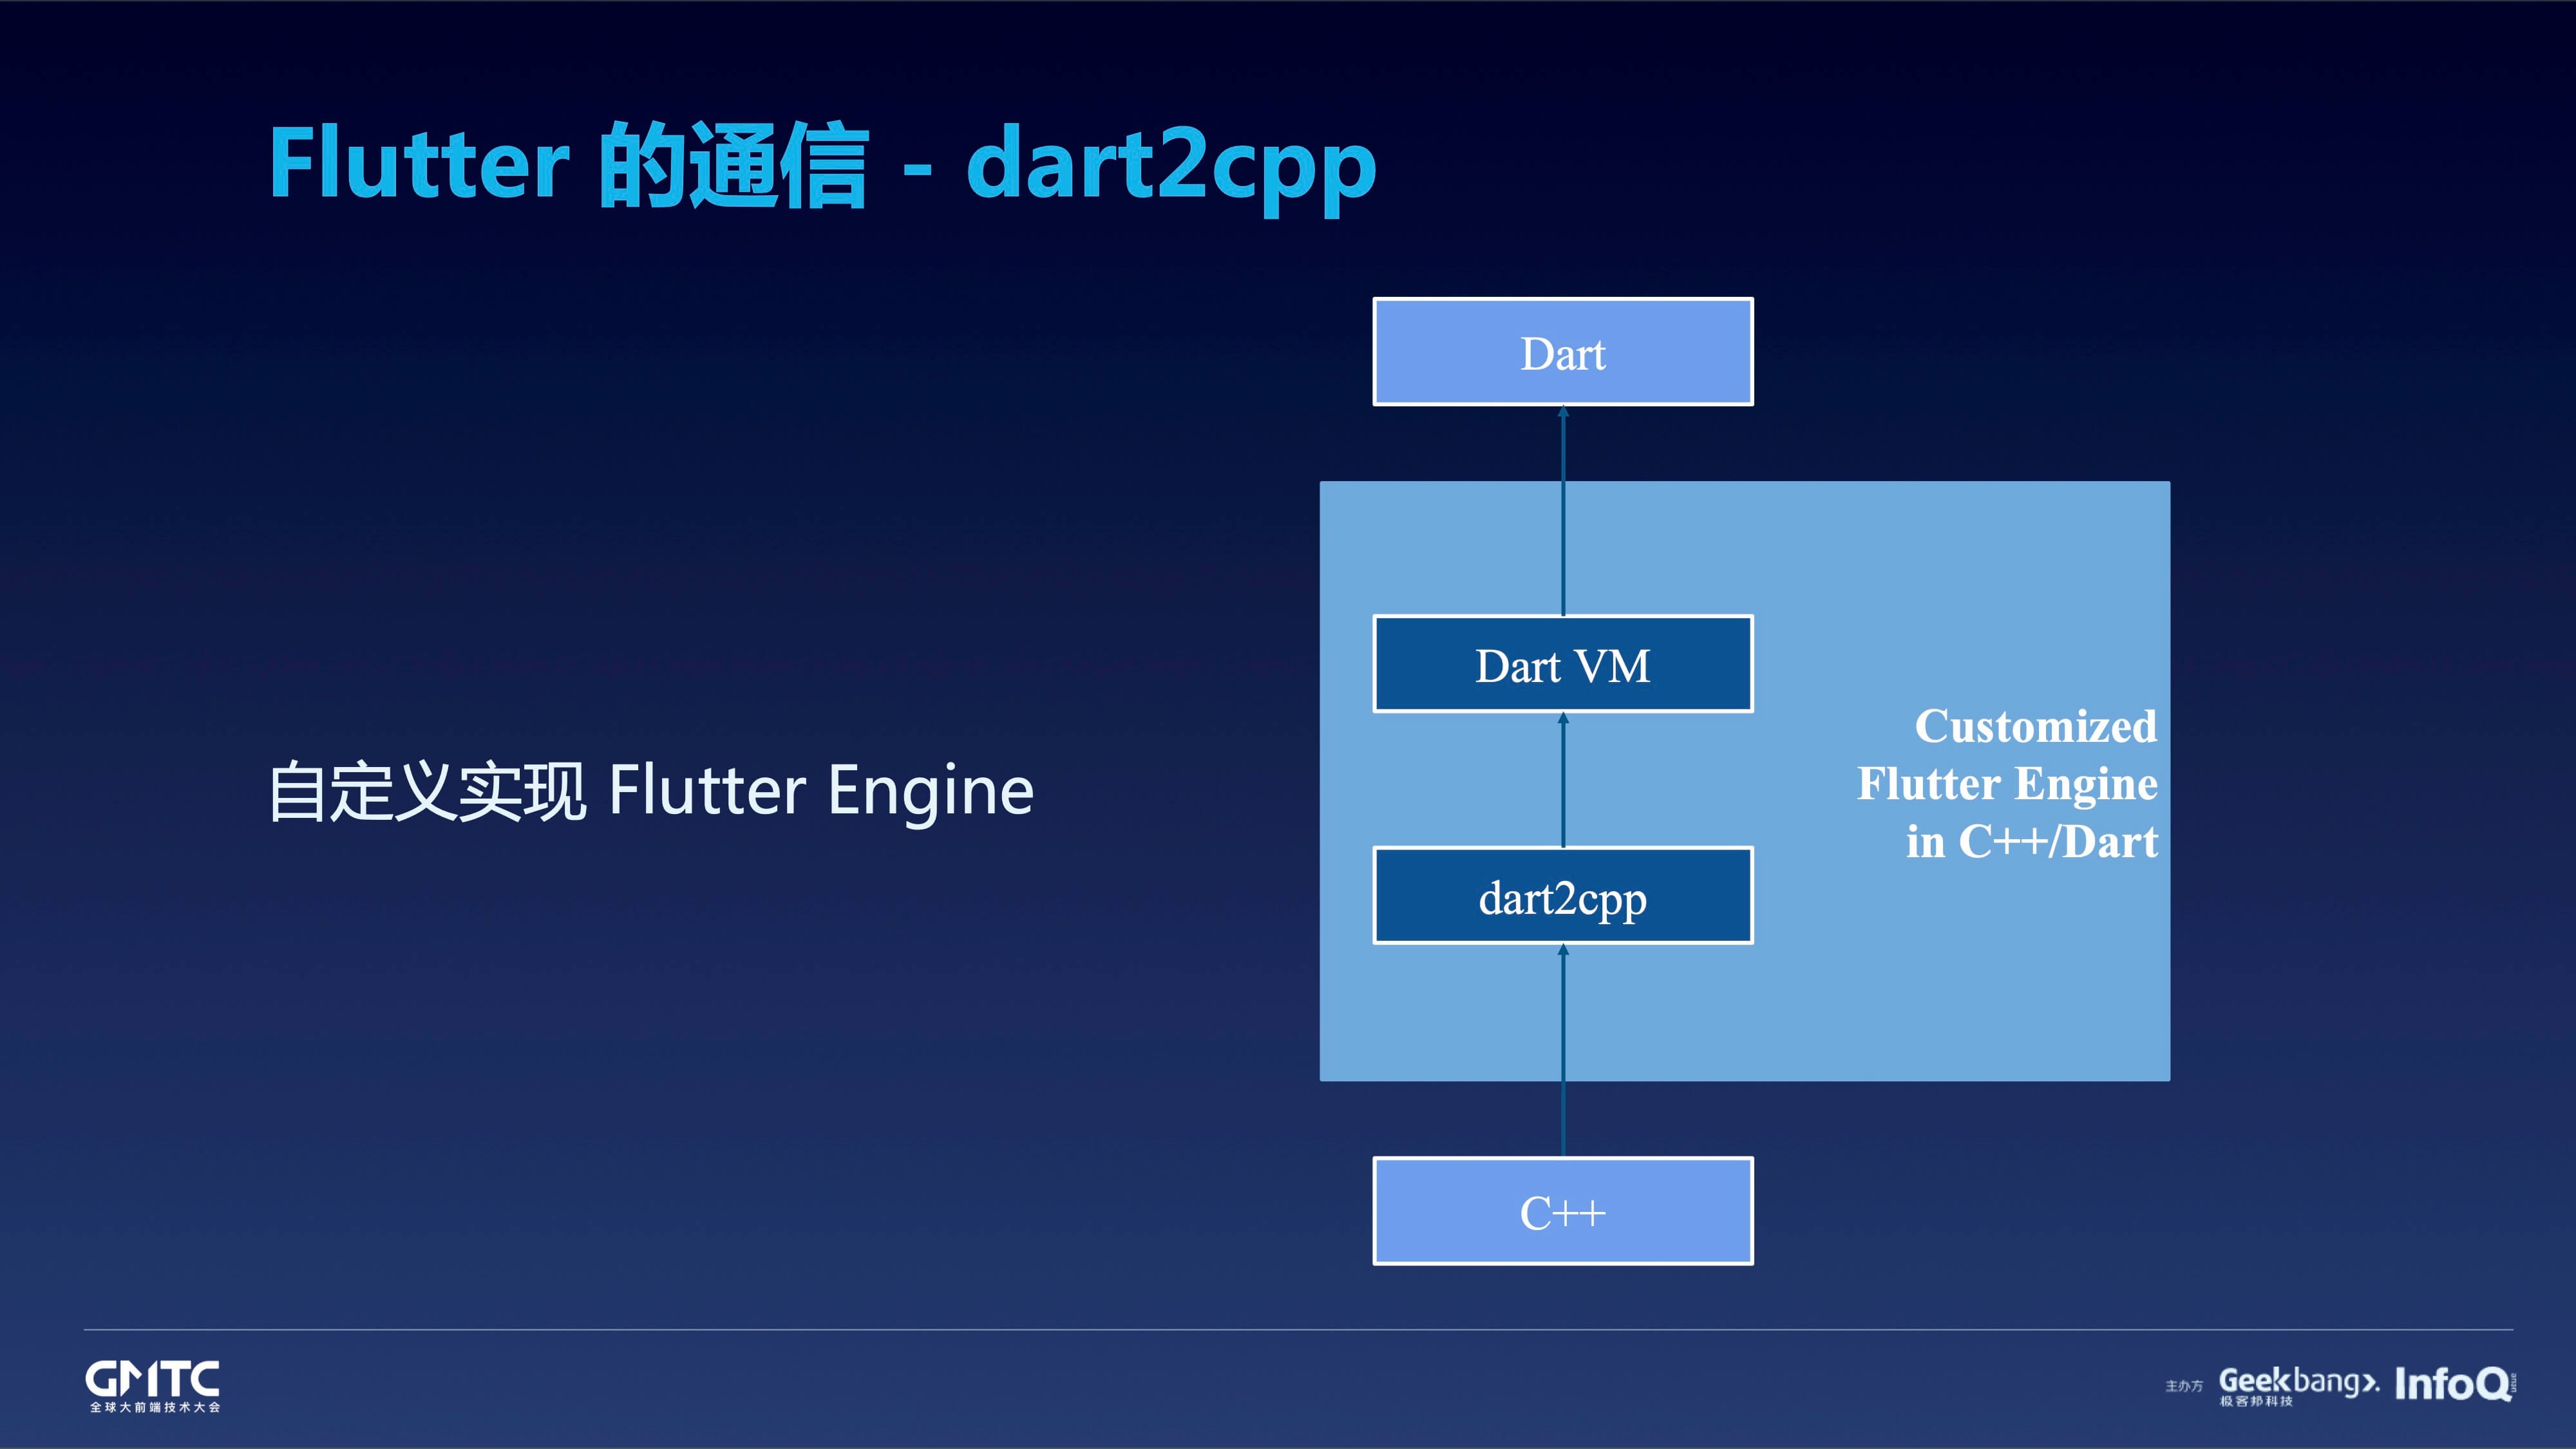 Flutter 的通信 - dart2cpp
自定义实现 Flutter Engine
Dart
Dart VM
dart2cpp
C++
Customized
Flutter Engine
in C++/Dart
GMTC
全球大前端技术大会
主办方
Geekbang>.
极客邦科技
InfoQ